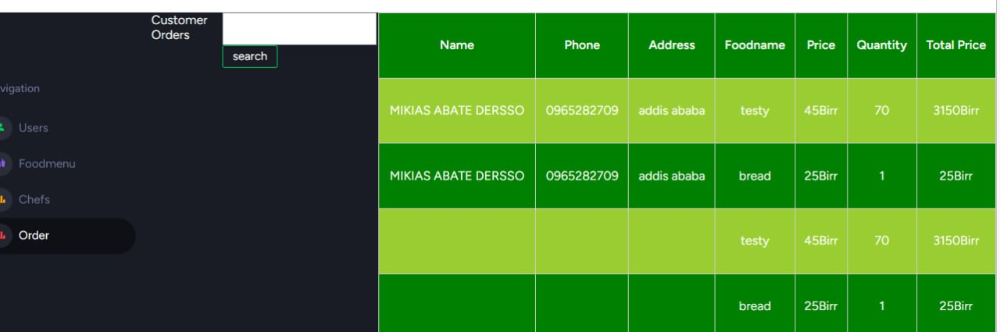 Customer
Orders
search
vigation
Users
Foodmenu
Chefs
Order
Name Phone Address Foodname Price Quantity Total Price
MIKIAS ABATE DERSSO 0965282709 addis ababa testy 45Birr 70 3150Birr
MIKIAS ABATE DERSSO 0965282709 addis ababa bread 25Birr 1 25Birr
testy 45Birr 70 3150Birr
bread 25Birr 1 25Birr